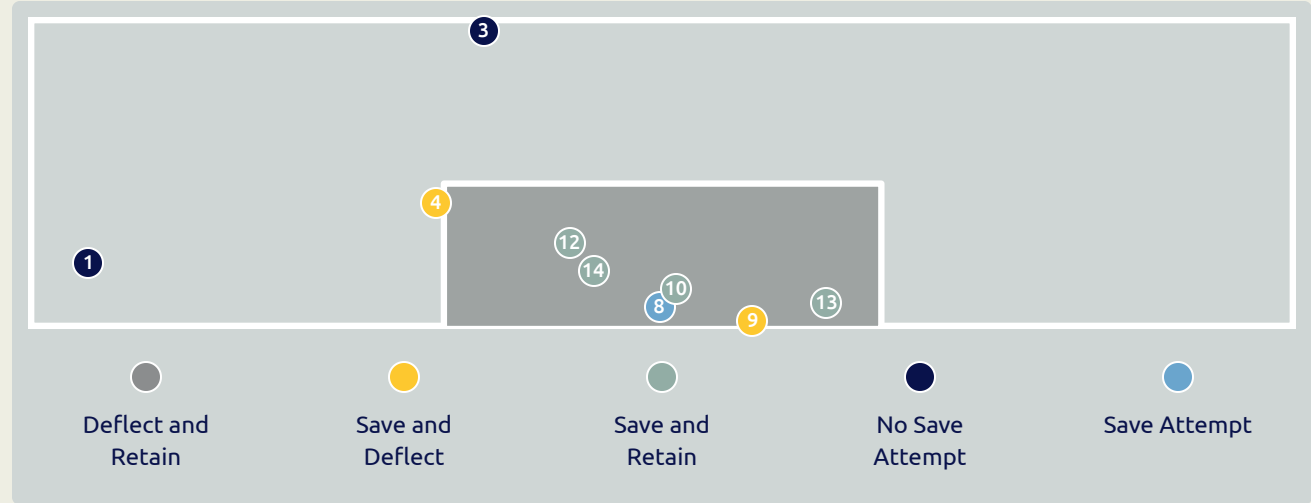 3
4
12
1
14
10
8
13
9
Deflect and
Retain
Save and
Deflect
Save and
Retain
No Save
Attempt
Save Attempt